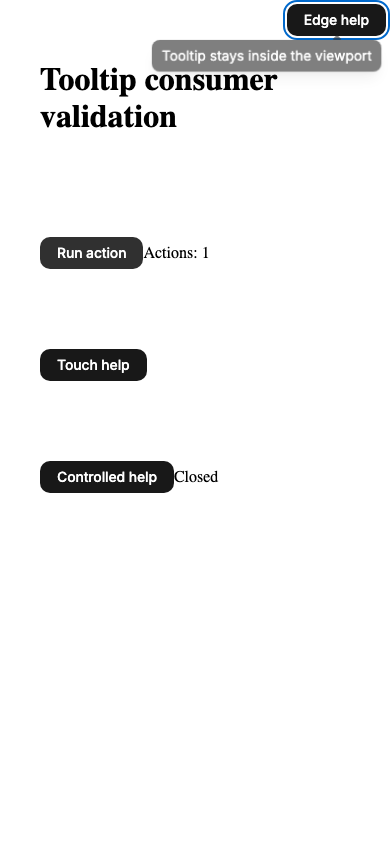 Edge help
Tooltip stays inside the viewport
Tooltip consumer
validation
Run action Actions: 1
Touch help
Controlled help Closed